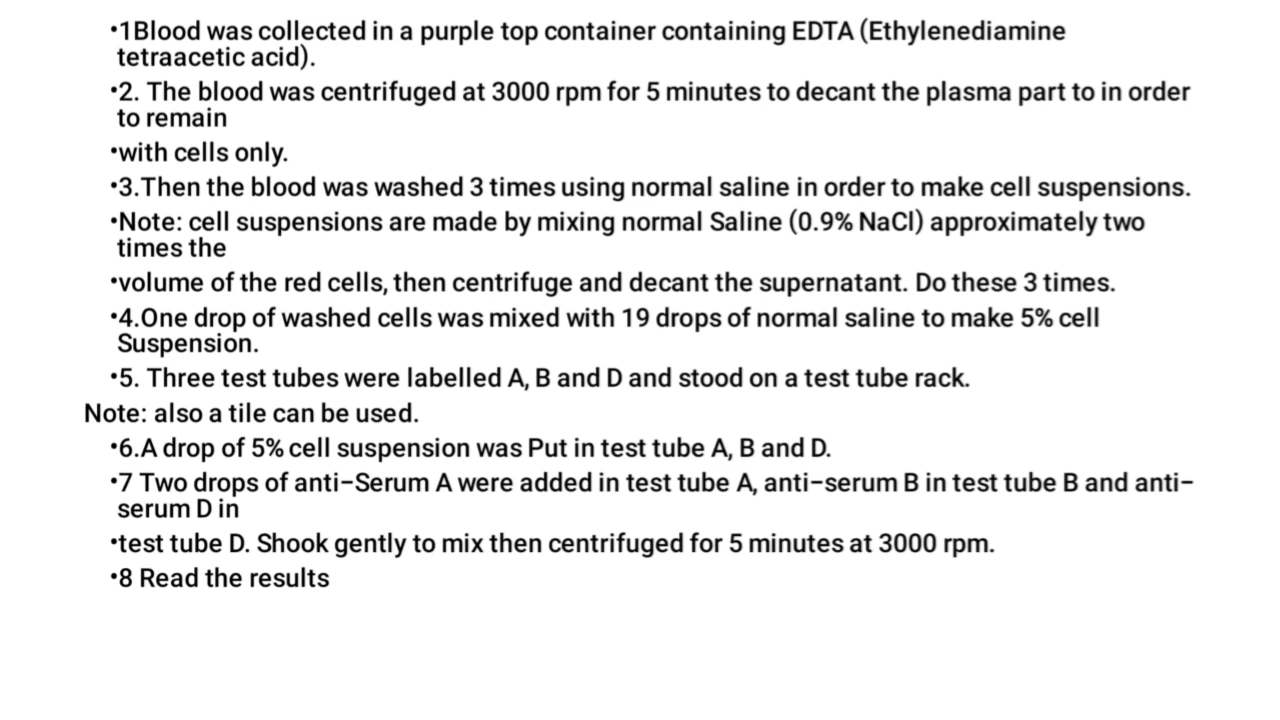 •1Blood was collected in a purple top container containing EDTA (Ethylenediamine
tetraacetic acid).
•2. The blood was centrifuged at 3000 rpm for 5 minutes to decant the plasma part to in order
to remain
•with cells only.
•3.Then the blood was washed 3 times using normal saline in order to make cell suspensions.
•Note: cell suspensions are made by mixing normal Saline (0.9% NaCl) approximately two
times the
•volume of the red cells, then centrifuge and decant the supernatant. Do these 3 times.
•4.One drop of washed cells was mixed with 19 drops of normal saline to make 5% cell
Suspension.
•5. Three test tubes were labelled A, B and D and stood on a test tube rack.
Note: also a tile can be used.
•6.A drop of 5% cell suspension was Put in test tube A, B and D.
•7 Two drops of anti-Serum A were added in test tube A, anti-serum B in test tube B and anti-
serum D in
•test tube D. Shook gently to mix then centrifuged for 5 minutes at 3000 rpm.
•8 Read the results